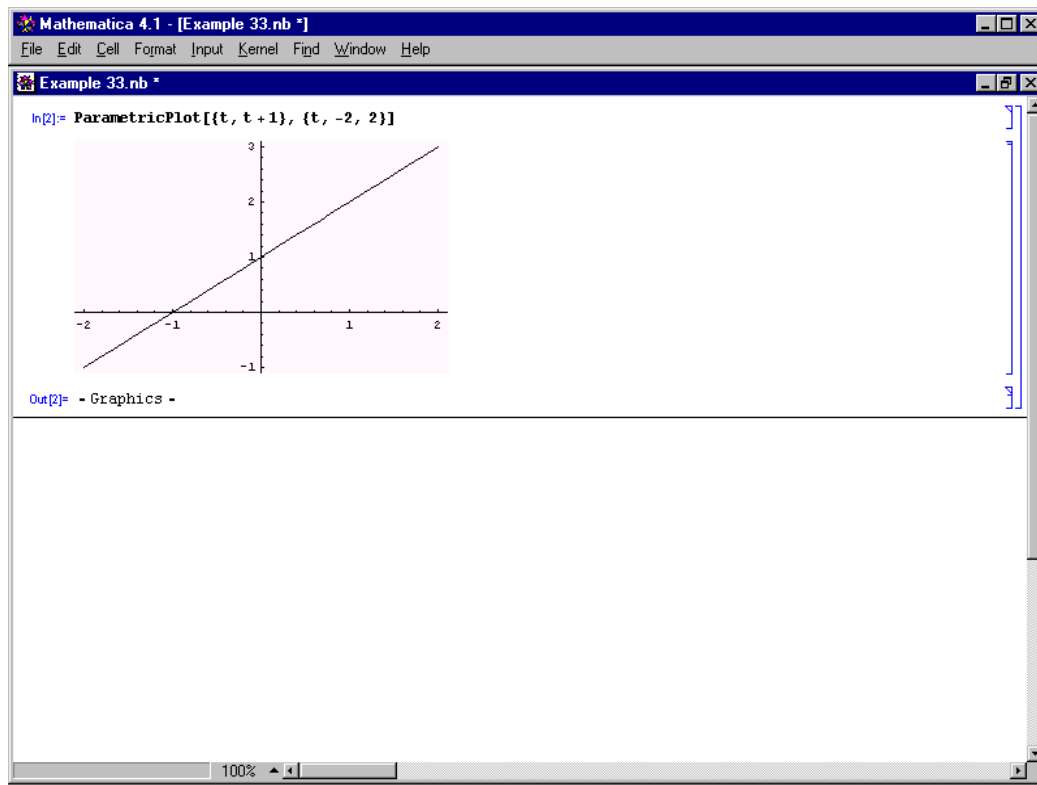 Mathematica 4.1 - [Example 33.nb *]
File Edit Cell Format Input Kernel Find Window Help
Example 33.nb *
In[2]:= ParametricPlot[{t, t + 1}, {t, -2, 2}]
3
2
1
-2 -1 1 2
-1
Out[2]= - Graphics -
100%